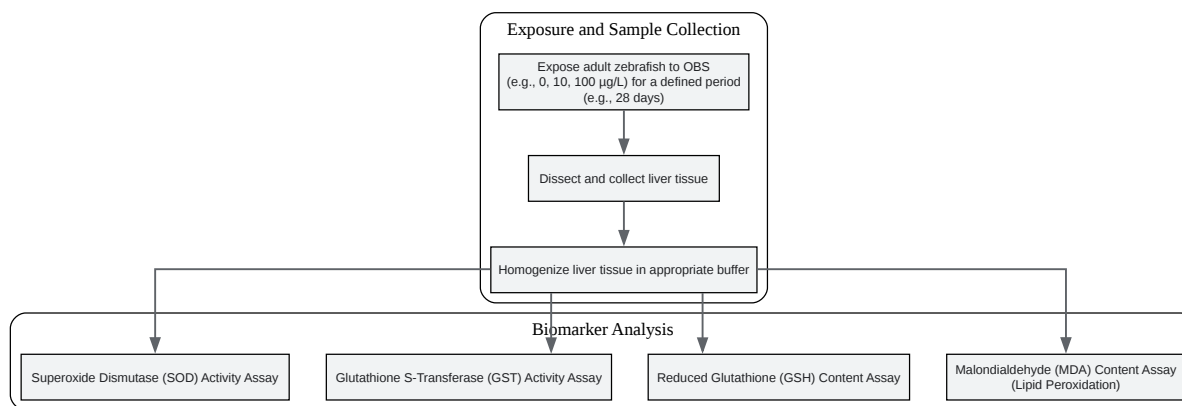 Exposure and Sample Collection
Expose adult zebrafish to OBS
(e.g., 0, 10, 100 µg/L) for a defined period
(e.g., 28 days)
Dissect and collect liver tissue
Homogenize liver tissue in appropriate buffer
Biomarker Analysis
Superoxide Dismutase (SOD) Activity Assay
Glutathione S-Transferase (GST) Activity Assay
Reduced Glutathione (GSH) Content Assay
Malondialdehyde (MDA) Content Assay
(Lipid Peroxidation)